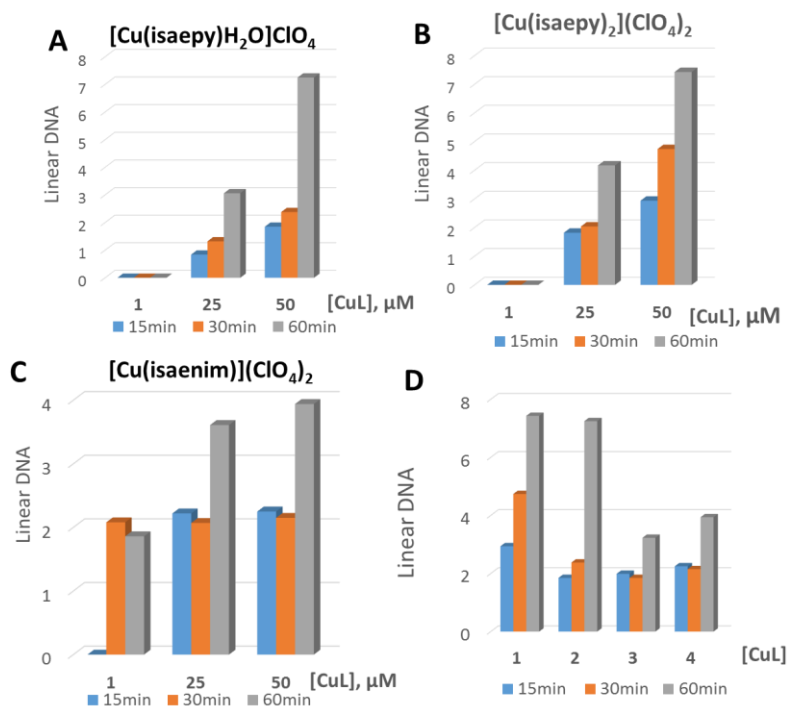 A
[Cu(isaepy)H₂O]ClO₄
Linear DNA
8
7
6
5
4
3
2
1
0
1 25 50 [CuL], µM
15min 30min 60min
B
[Cu(isaepy)₂](ClO₄)₂
Linear DNA
8
7
6
5
4
3
2
1
0
1 25 50 [CuL], µM
15min 30min 60min
C
[Cu(isaenim)](ClO₄)₂
Linear DNA
4
3
2
1
0
1 25 50 [CuL], µM
15min 30min 60min
D
Linear DNA
8
6
4
2
0
1 2 3 4 [CuL]
15min 30min 60min